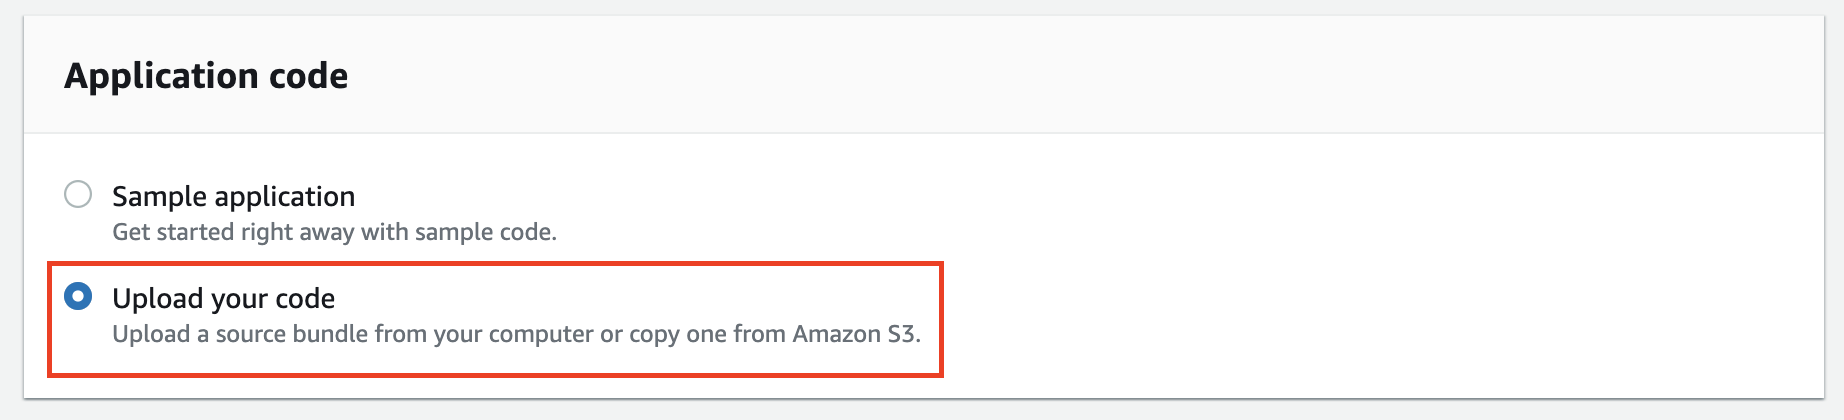 Application code
Sample application
Get started right away with sample code.
Upload your code
Upload a source bundle from your computer or copy one from Amazon S3.